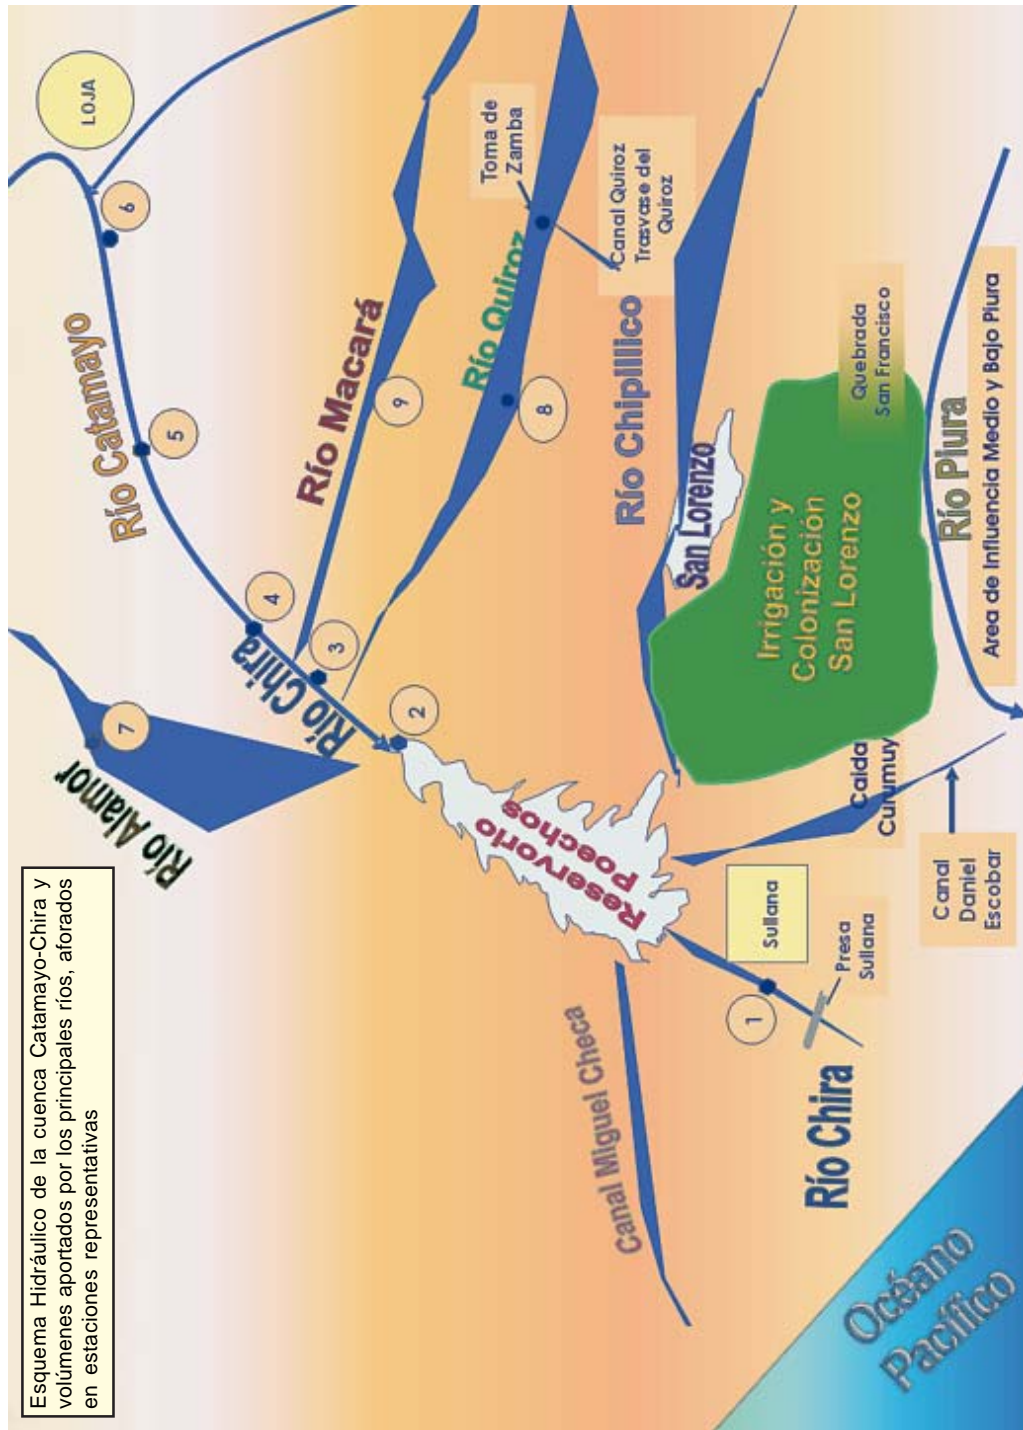 Esquema Hidráulico de la cuenca Catamayo-Chira y
volúmenes aportados por los principales ríos, aforados
en estaciones representativas
LOJA
6
Río Catamayo
5
4
3
2
Río Chira
7
Río Alamor
Río Macará
9
Río Quiroz
8
Toma de
Zamba
Canal Quiroz
Trasvase del
Quiroz
Río Chipillico
San Lorenzo
Irrigación y
Colonización
San Lorenzo
Quebrada
San Francisco
Río Piura
Area de Influencia Medio y Bajo Piura
Caida
Curumuy
Canal
Daniel
Escobar
Reservorio
Poechos
Sullana
1
Presa
Sullana
Canal Miguel Checa
Río Chira
Océano
Pacífico